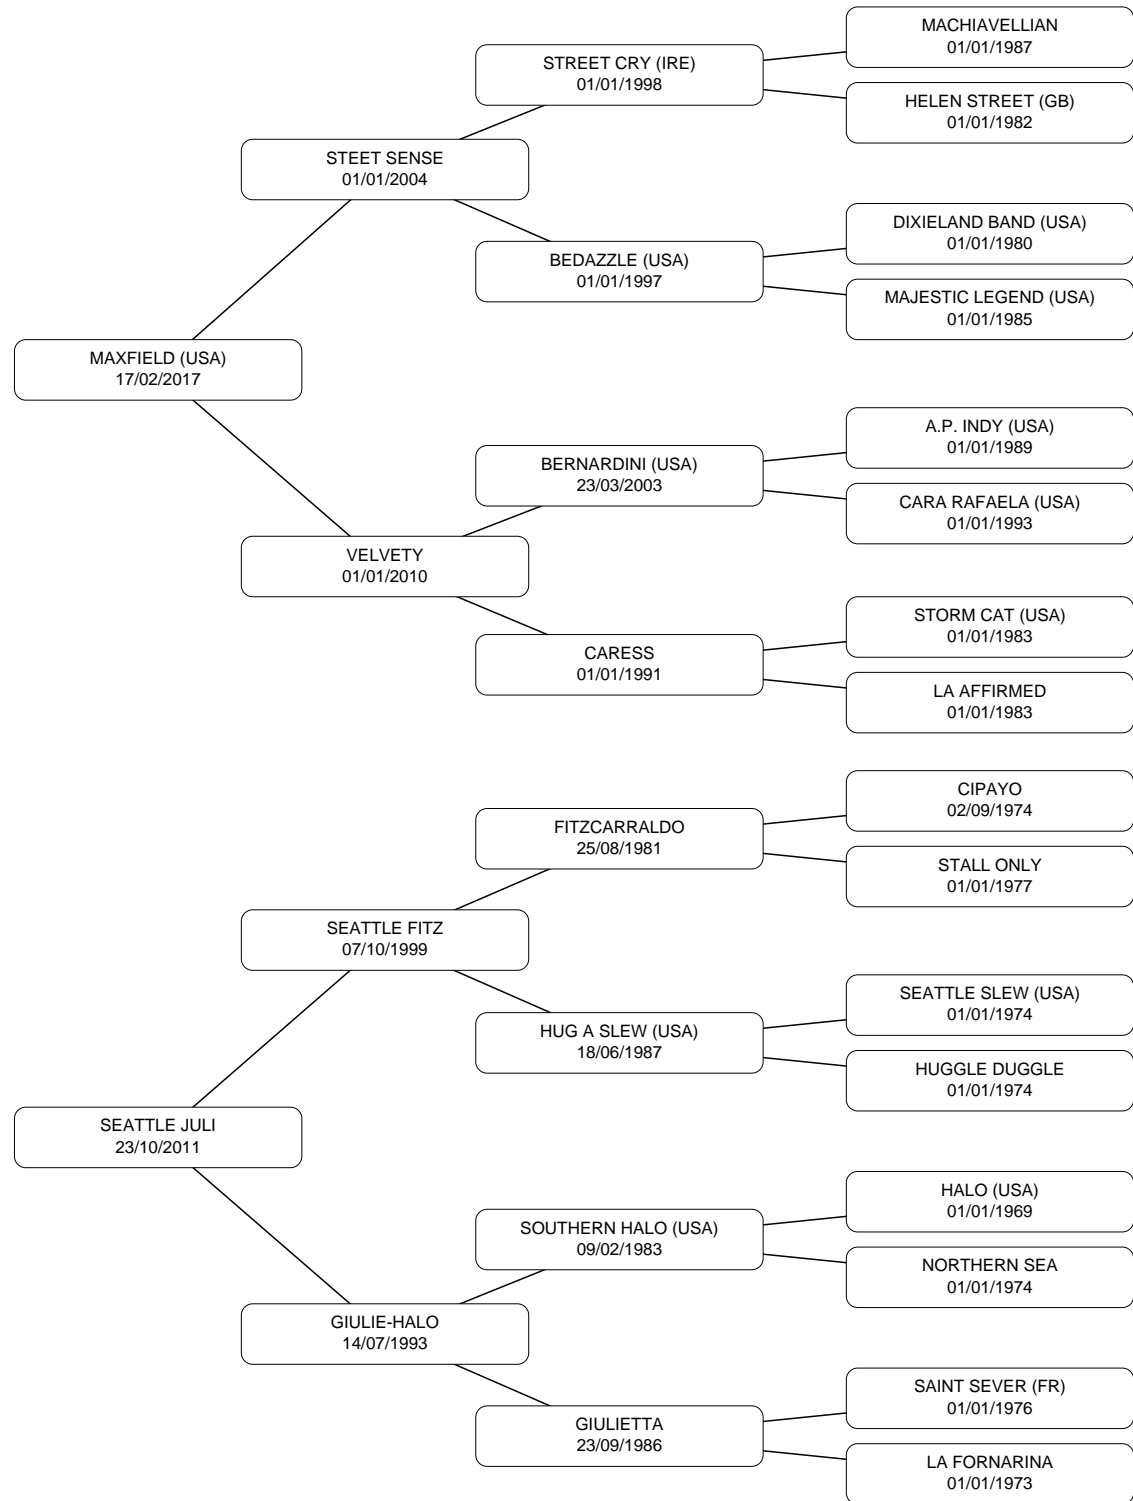 MACHIAVELLIAN
01/01/1987
STREET CRY (IRE)
01/01/1998
HELEN STREET (GB)
01/01/1982
STEET SENSE
01/01/2004
DIXIELAND BAND (USA)
01/01/1980
BEDAZZLE (USA)
01/01/1997
MAJESTIC LEGEND (USA)
01/01/1985
MAXFIELD (USA)
17/02/2017
A.P. INDY (USA)
01/01/1989
BERNARDINI (USA)
23/03/2003
CARA RAFAELA (USA)
01/01/1993
VELVETY
01/01/2010
STORM CAT (USA)
01/01/1983
CARESS
01/01/1991
LA AFFIRMED
01/01/1983
CIPAYO
02/09/1974
FITZCARRALDO
25/08/1981
STALL ONLY
01/01/1977
SEATTLE FITZ
07/10/1999
SEATTLE SLEW (USA)
01/01/1974
HUG A SLEW (USA)
18/06/1987
HUGGLE DUGGLE
01/01/1974
SEATTLE JULI
23/10/2011
HALO (USA)
01/01/1969
SOUTHERN HALO (USA)
09/02/1983
NORTHERN SEA
01/01/1974
GIULIE-HALO
14/07/1993
SAINT SEVER (FR)
01/01/1976
GIULIETTA
23/09/1986
LA FORNARINA
01/01/1973